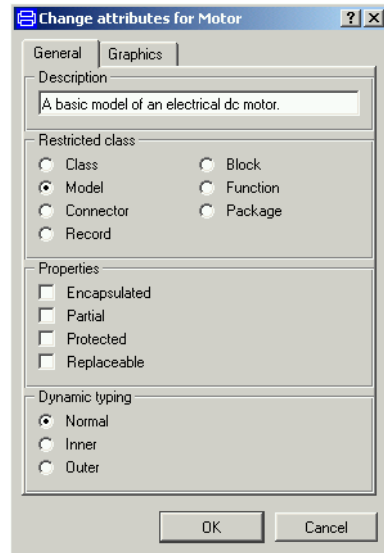 Change attributes for Motor
General Graphics
Description
A basic model of an electrical dc motor.
Restricted class
Class Block
Model Function
Connector Package
Record
Properties
Encapsulated
Partial
Protected
Replaceable
Dynamic typing
Normal
Inner
Outer
OK Cancel